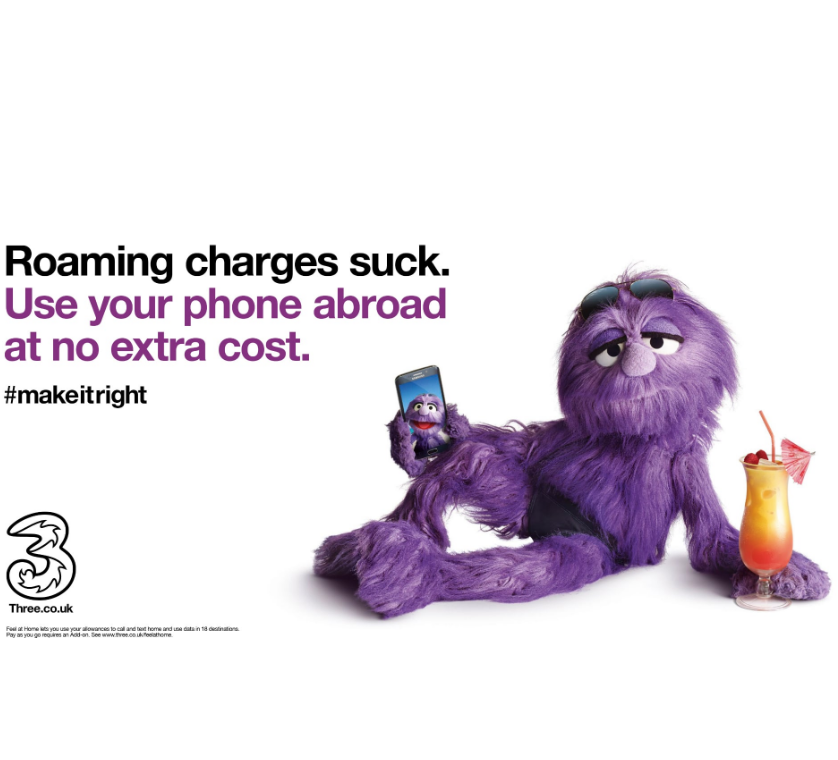 Roaming charges suck.
Use your phone abroad
at no extra cost.
#makeitright
3
Three.co.uk
Feel at Home lets you use your allowances to call and text home and use data in 18 destinations.
Pay as you go requires an Add-on. See www.three.co.uk/feelathome.